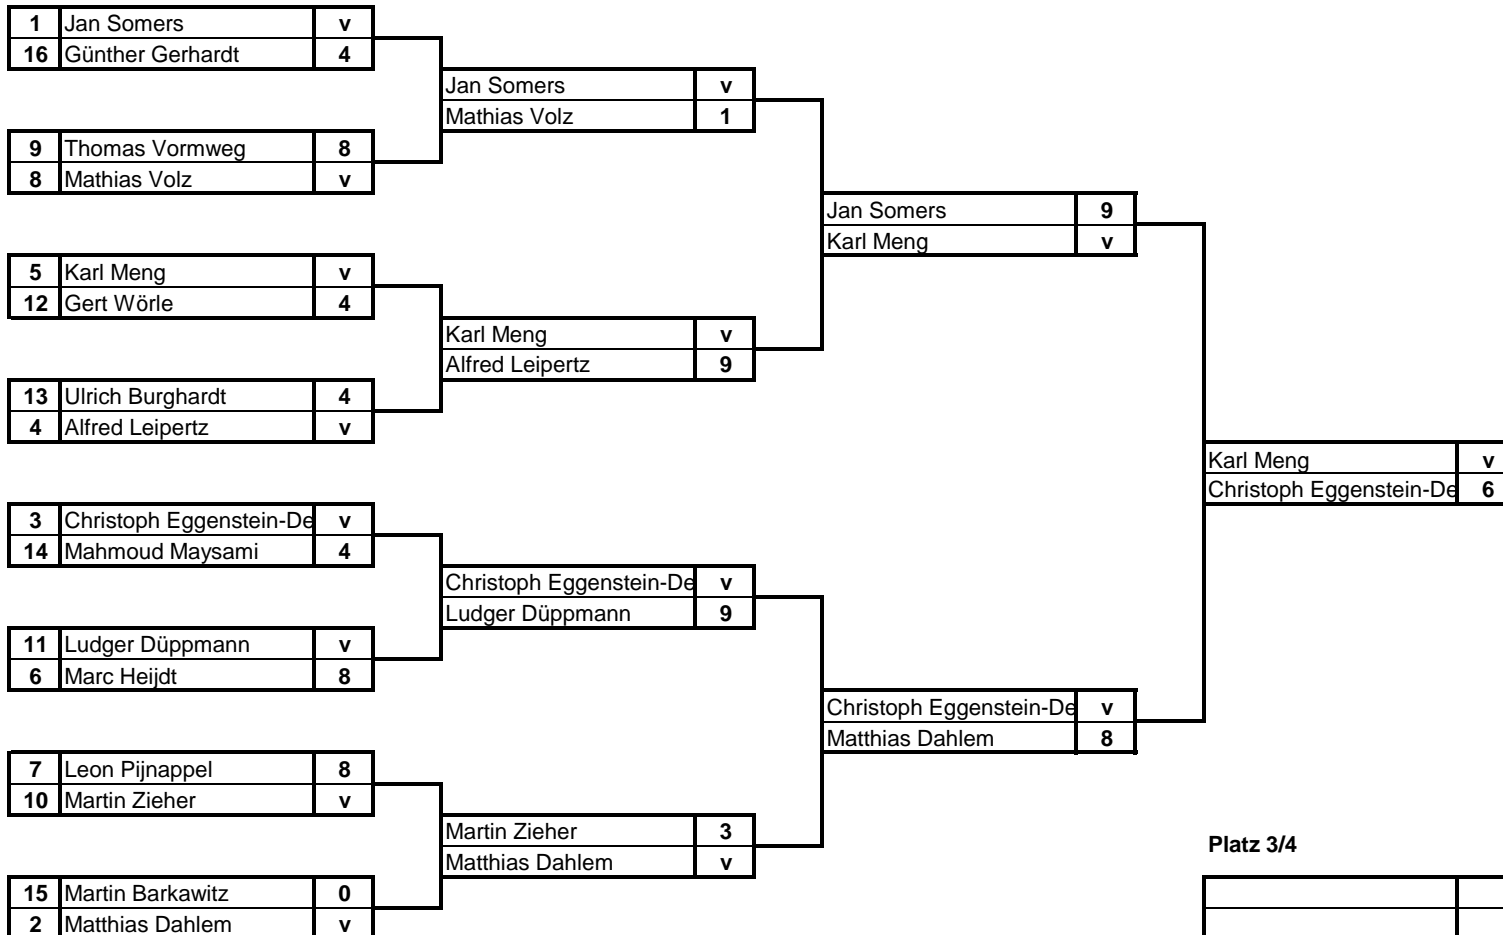 1 Jan Somers v
16 Günther Gerhardt 4
Jan Somers v
Mathias Volz 1
9 Thomas Vormweg 8
8 Mathias Volz v
Jan Somers 9
Karl Meng v
5 Karl Meng v
12 Gert Wörle 4
Karl Meng v
Alfred Leipertz 9
13 Ulrich Burghardt 4
4 Alfred Leipertz v
Karl Meng v
Christoph Eggenstein-De 6
3 Christoph Eggenstein-De v
14 Mahmoud Maysami 4
Christoph Eggenstein-De v
Ludger Düppmann 9
11 Ludger Düppmann v
6 Marc Heijdt 8
Christoph Eggenstein-De v
Matthias Dahlem 8
7 Leon Pijnappel 8
10 Martin Zieher v
Martin Zieher 3
Matthias Dahlem v
Platz 3/4
15 Martin Barkawitz 0
2 Matthias Dahlem v